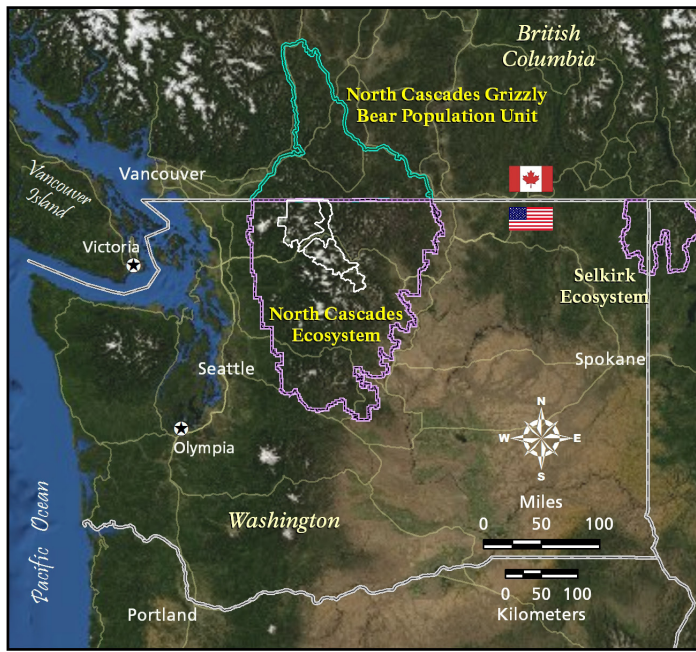 British
Columbia
North Cascades Grizzly
Bear Population Unit
Vancouver
Vancouver
Island
Victoria
Selkirk
Ecosystem
North Cascades
Ecosystem
Seattle
Spokane
N
W E
S
Olympia
Miles
0 50 100
Washington
Pacific Ocean
0 50 100
Kilometers
Portland